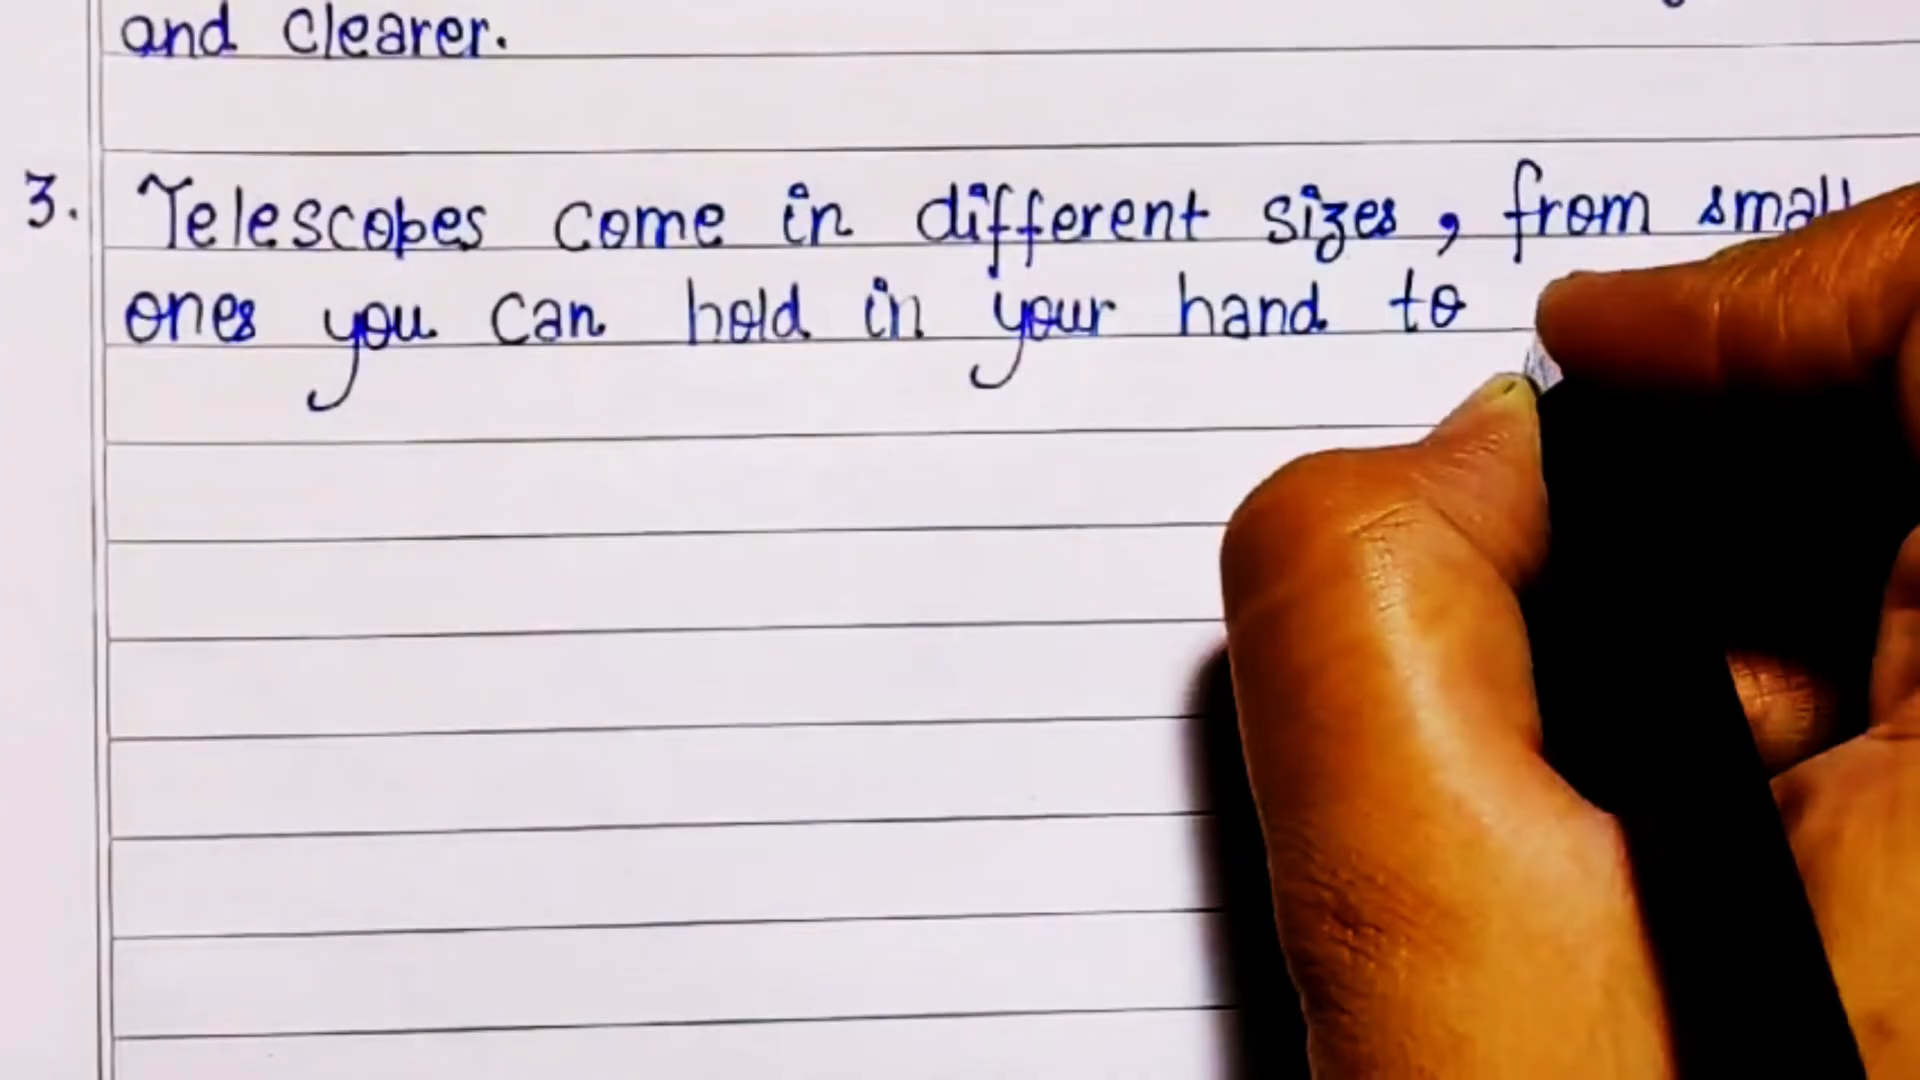 and clearer.
3. Telescopes come in different sizes, from small
ones you can hold in your hand to